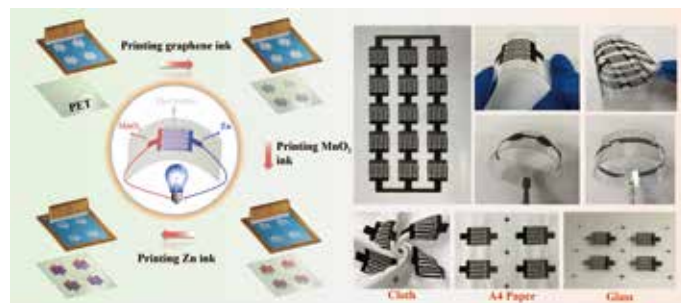 Printing graphene ink
PET
MnO₂
Zn
Printing MnO₂
ink
Printing Zn ink
Cloth
A4 Paper
Glass